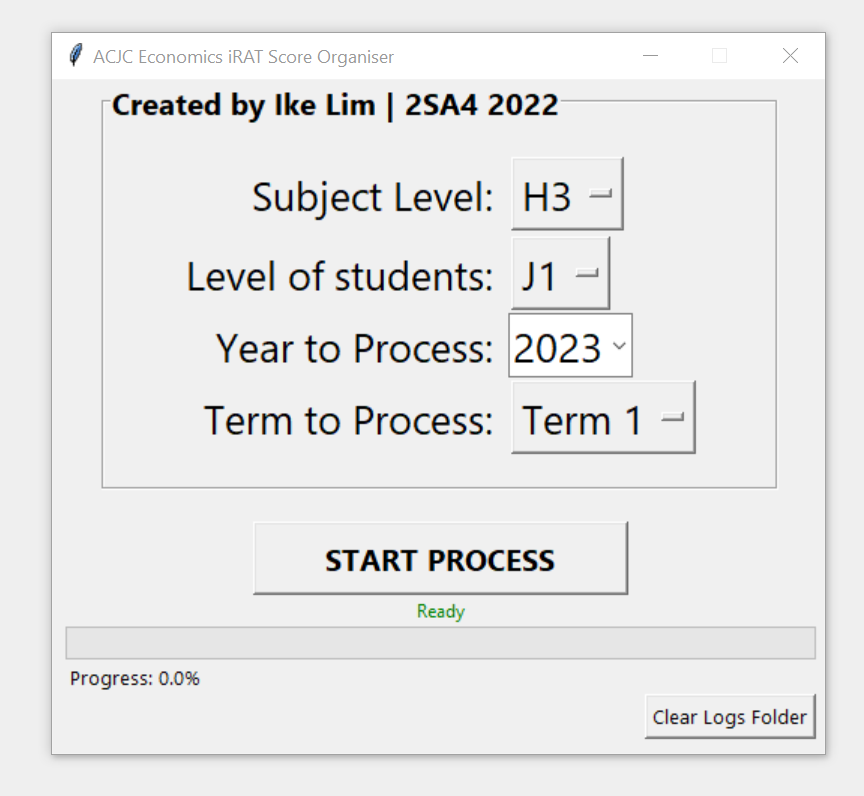 ACJC Economics iRAT Score Organiser
Created by Ike Lim | 2SA4 2022
Subject Level: H3
Level of students: J1
Year to Process: 2023
Term to Process: Term 1
START PROCESS
Ready
Progress: 0.0%
Clear Logs Folder